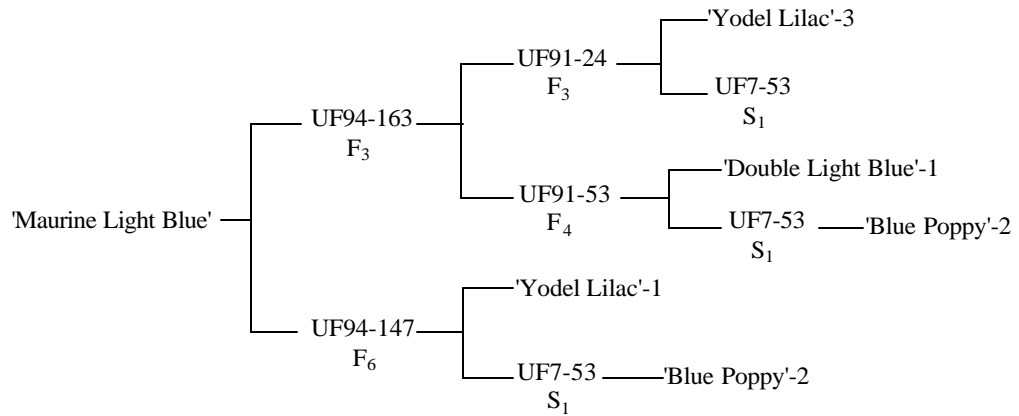 'Yodel Lilac'-3
UF91-24
F3
UF7-53
S1
UF94-163
F3
'Double Light Blue'-1
UF91-53
F4
UF7-53
S1
'Blue Poppy'-2
'Maurine Light Blue'
'Yodel Lilac'-1
UF94-147
F6
UF7-53
S1
'Blue Poppy'-2